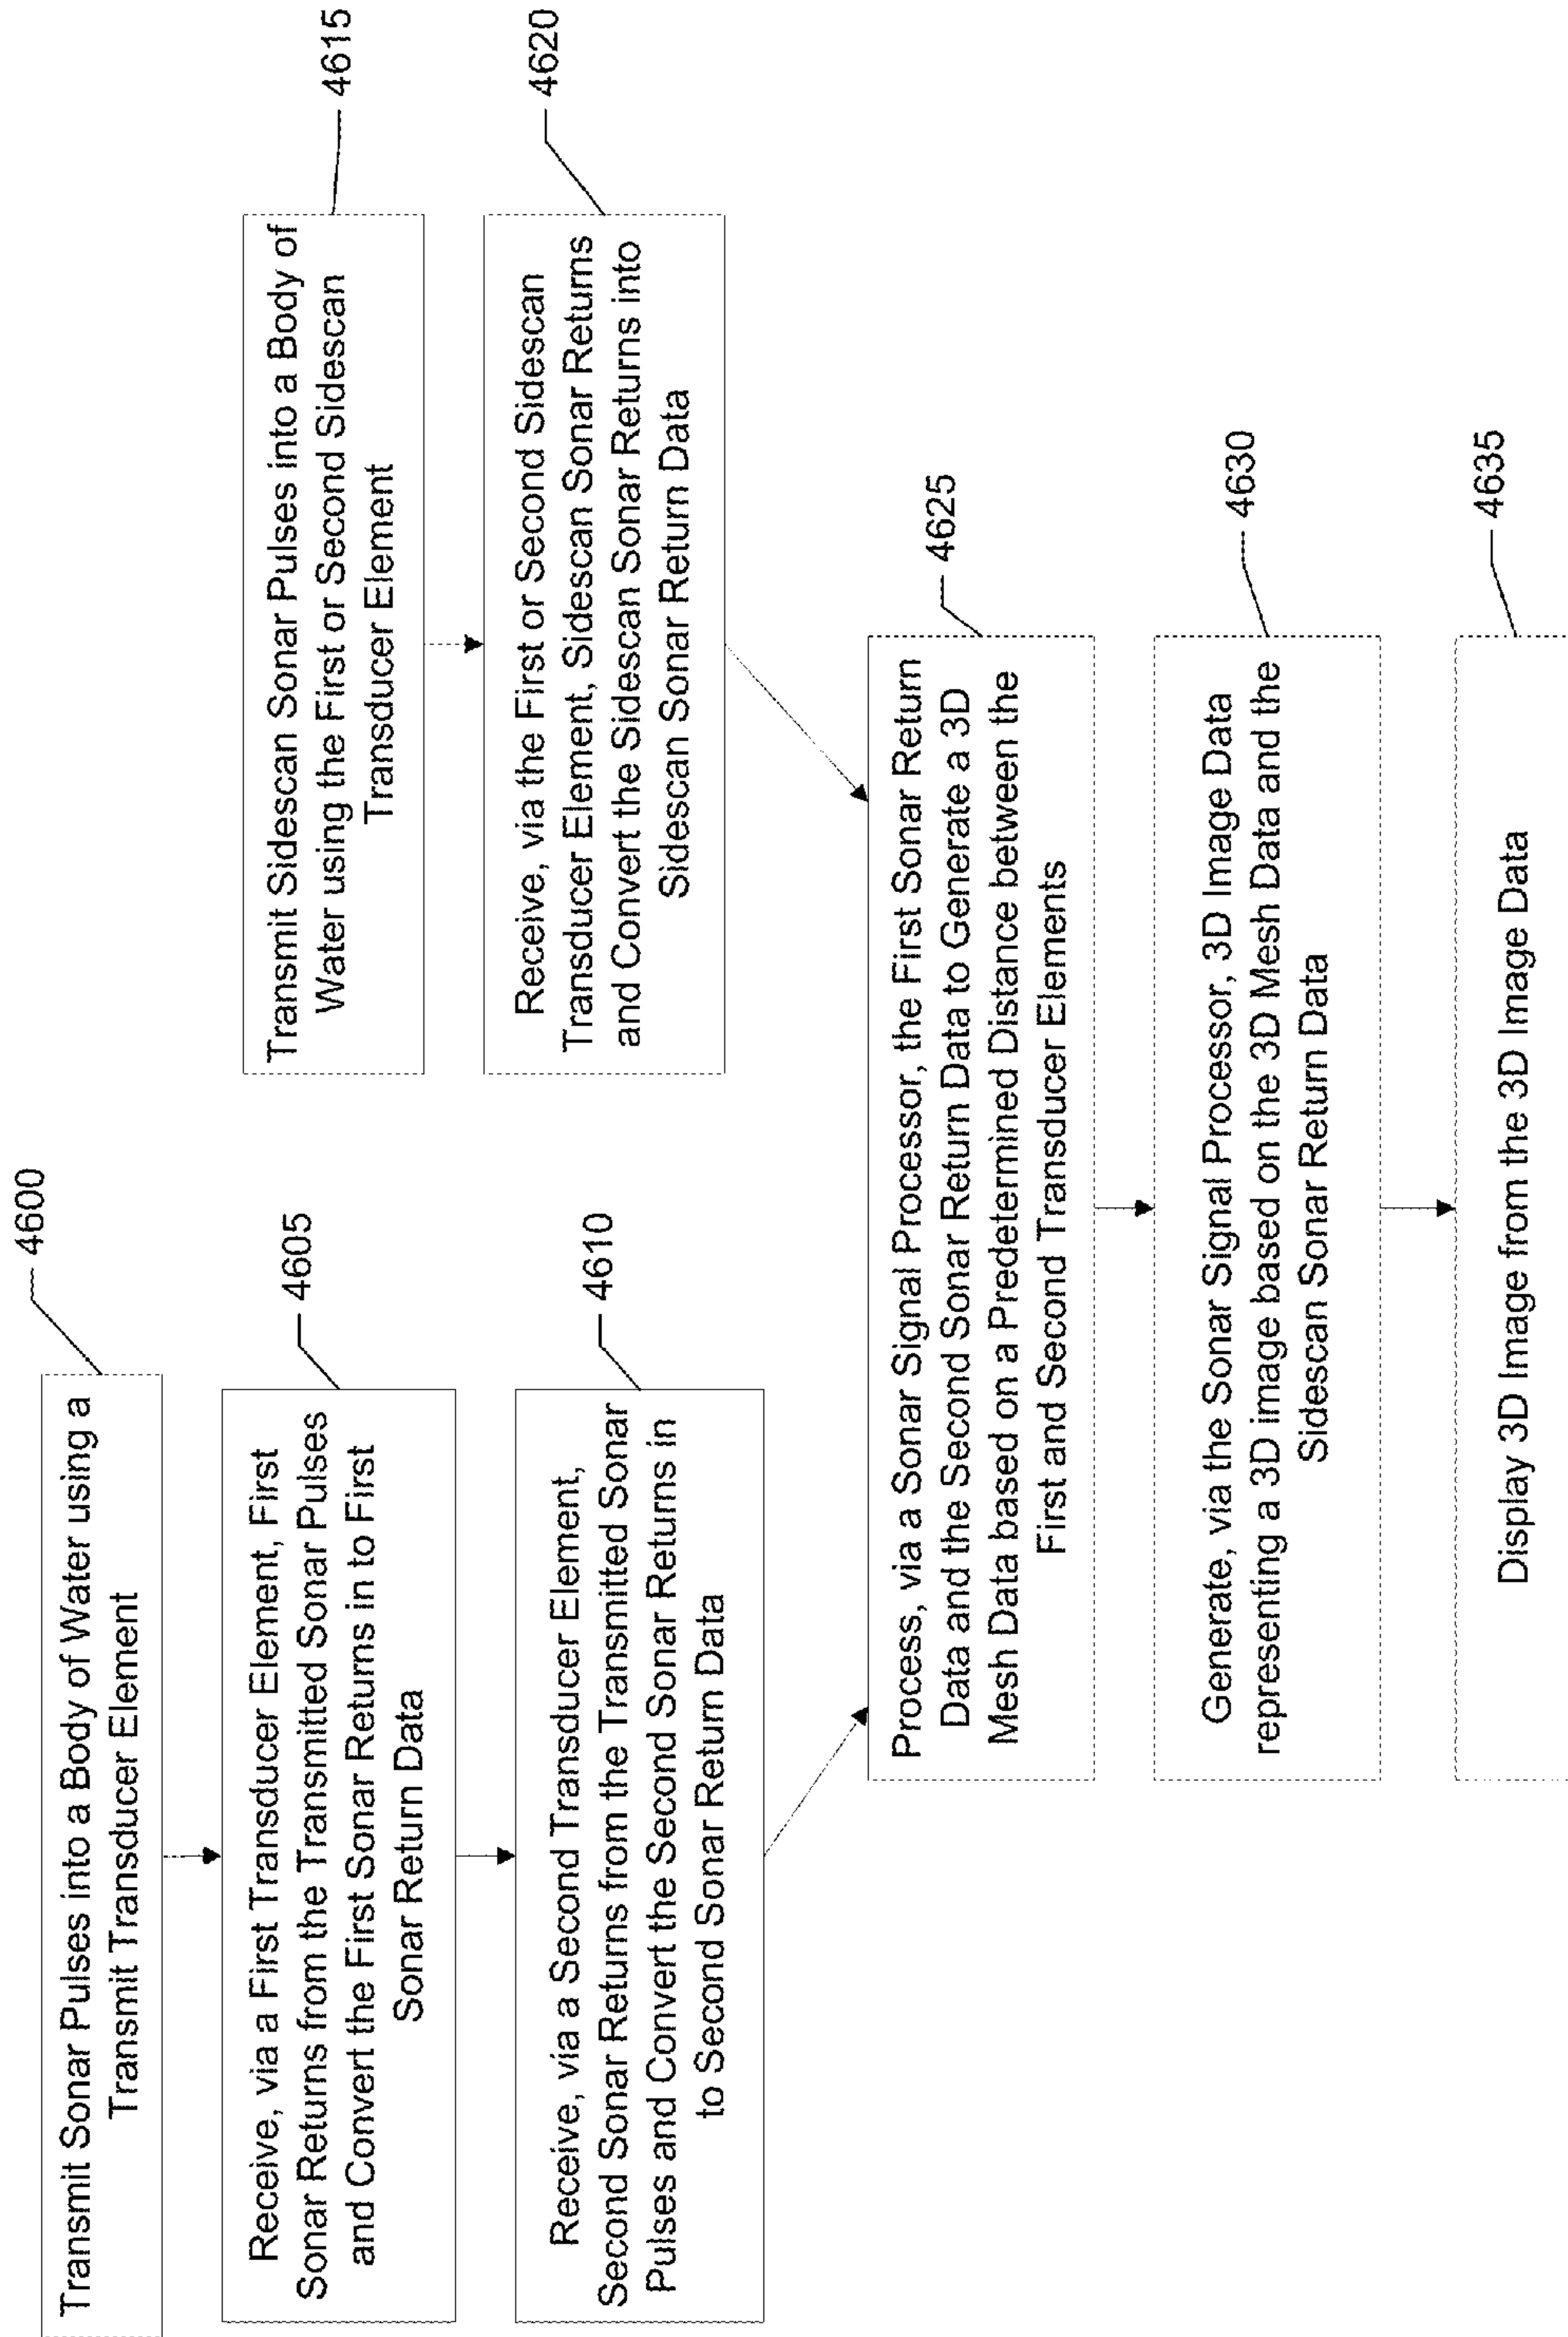 4600
Transmit Sonar Pulses into a Body of Water using a
Transmit Transducer Element
4605
Receive, via a First Transducer Element, First
Sonar Returns from the Transmitted Sonar Pulses
and Convert the First Sonar Returns in to First
Sonar Return Data
4610
Receive, via a Second Transducer Element,
Second Sonar Returns from the Transmitted Sonar
Pulses and Convert the Second Sonar Returns in
to Second Sonar Return Data
4615
Transmit Sidescan Sonar Pulses into a Body of
Water using the First or Second Sidescan
Transducer Element
4620
Receive, via the First or Second Sidescan
Transducer Element, Sidescan Sonar Returns
and Convert the Sidescan Sonar Returns into
Sidescan Sonar Return Data
4625
Process, via a Sonar Signal Processor, the First Sonar Return
Data and the Second Sonar Return Data to Generate a 3D
Mesh Data based on a Predetermined Distance between the
First and Second Transducer Elements
4630
Generate, via the Sonar Signal Processor, 3D Image Data
representing a 3D image based on the 3D Mesh Data and the
Sidescan Sonar Return Data
4635
Display 3D Image from the 3D Image Data